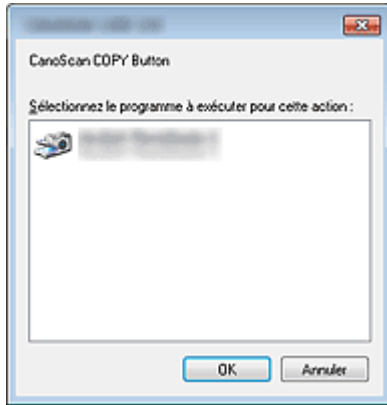 CanoScan COPY Button
Sélectionnez le programme à exécuter pour cette action :
OK
Annuler